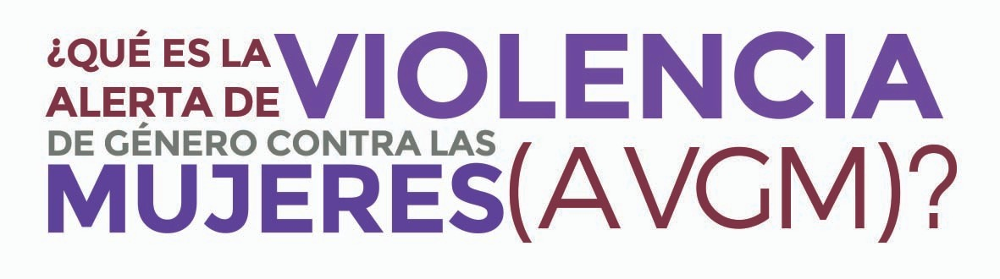 ¿QUÉ ES LA
ALERTA DE VIOLENCIA
DE GÉNERO CONTRA LAS
MUJERES (AVGM)?